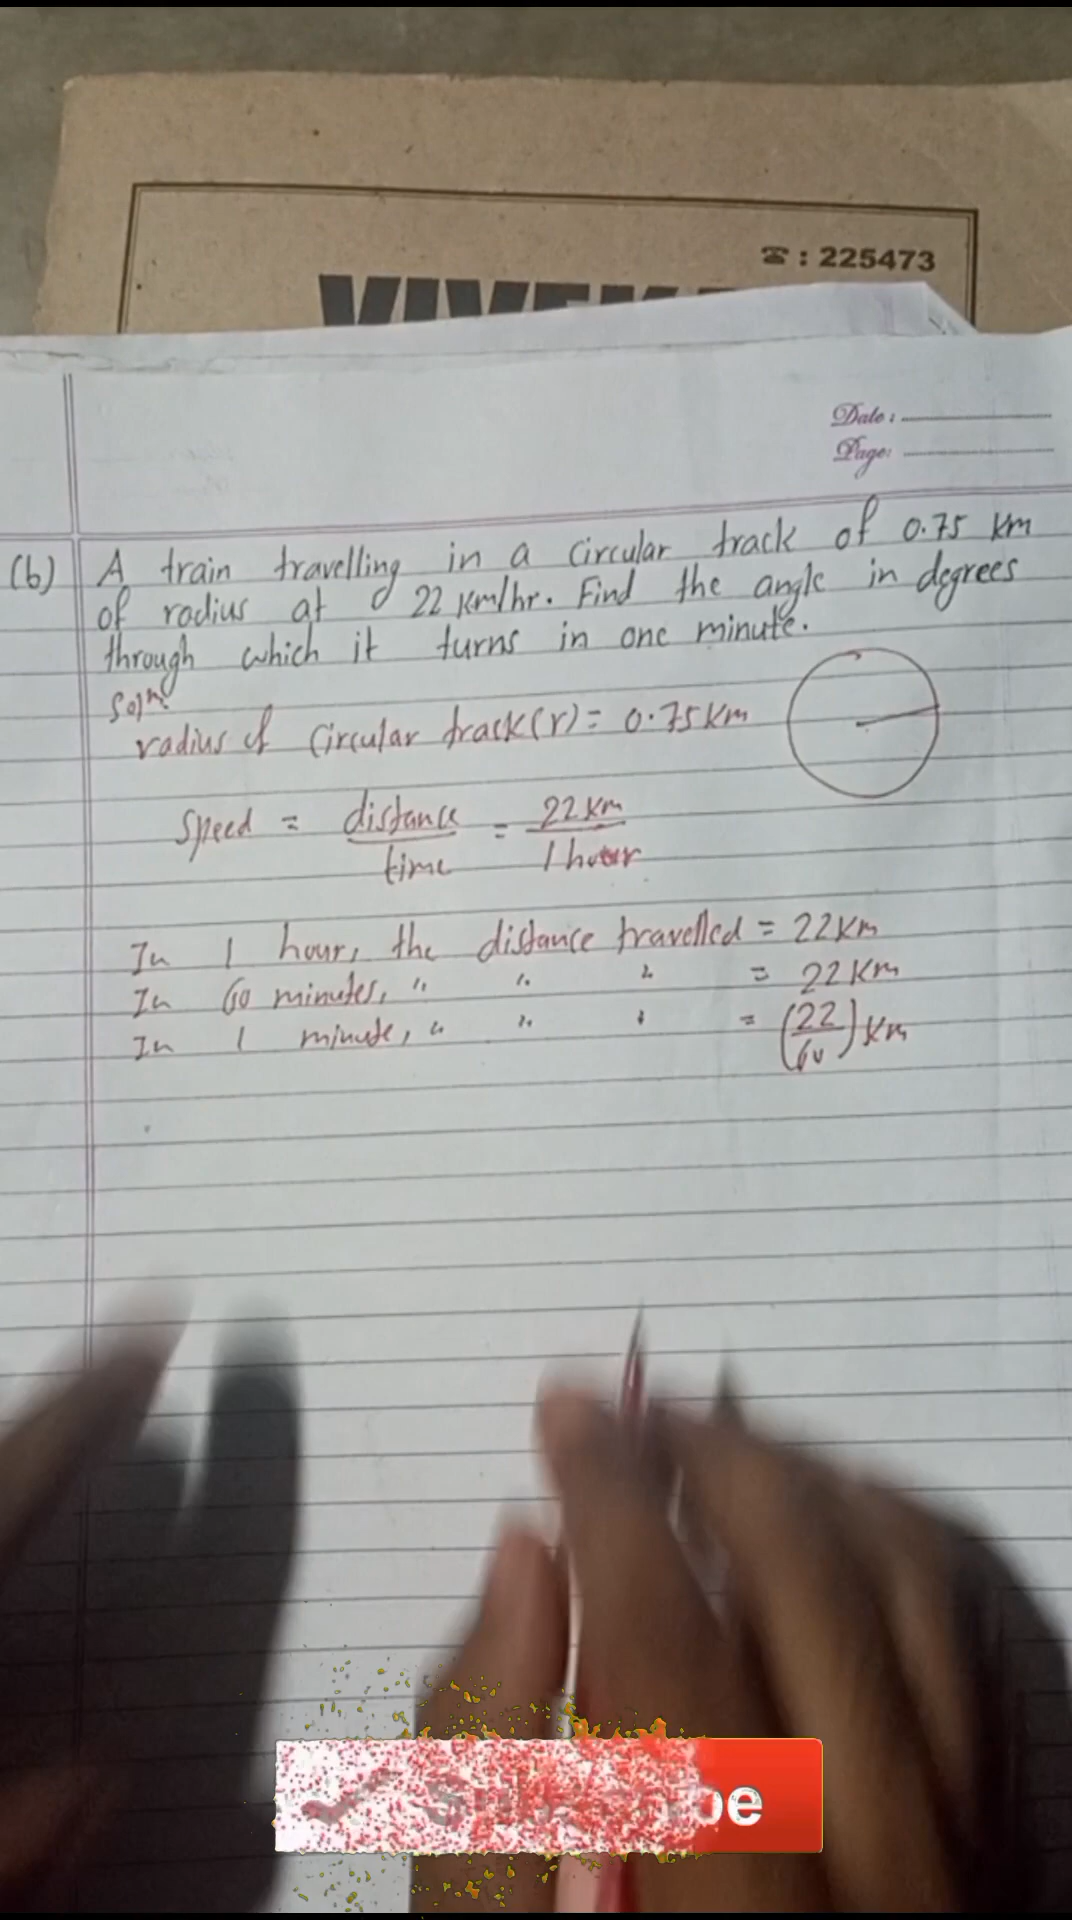 ☎ : 225473
Date :
Page:
(b) A train travelling in a circular track of 0.75 km
of radius at 22 km/hr. Find the angle in degrees
through which it turns in one minute.
Solⁿ
radius of circular track(r) = 0.75 km
Speed = distance/time = 22 km/1 hour
In 1 hour, the distance travelled = 22 km
In 60 minutes, " " " = 22 km
In 1 minute, " " " = (22/60) km